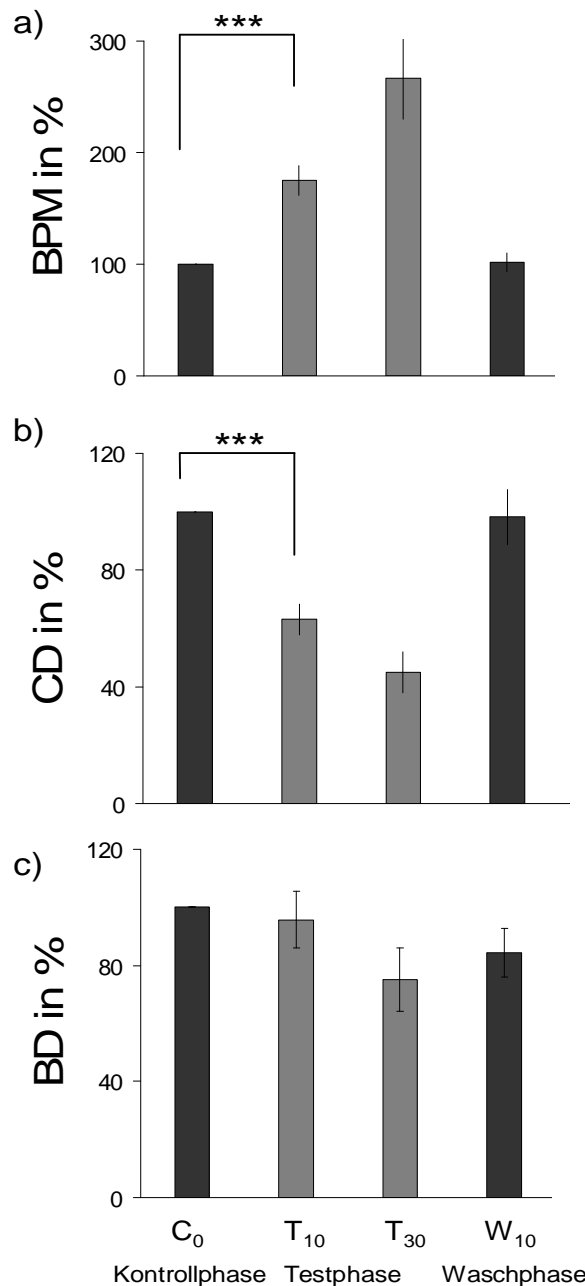 a)
***
BPM in %
300
200
100
0
b)
***
CD in %
120
80
40
0
c)
BD in %
120
80
40
0
C₀ T₁₀ T₃₀ W₁₀
Kontrollphase Testphase Waschphase